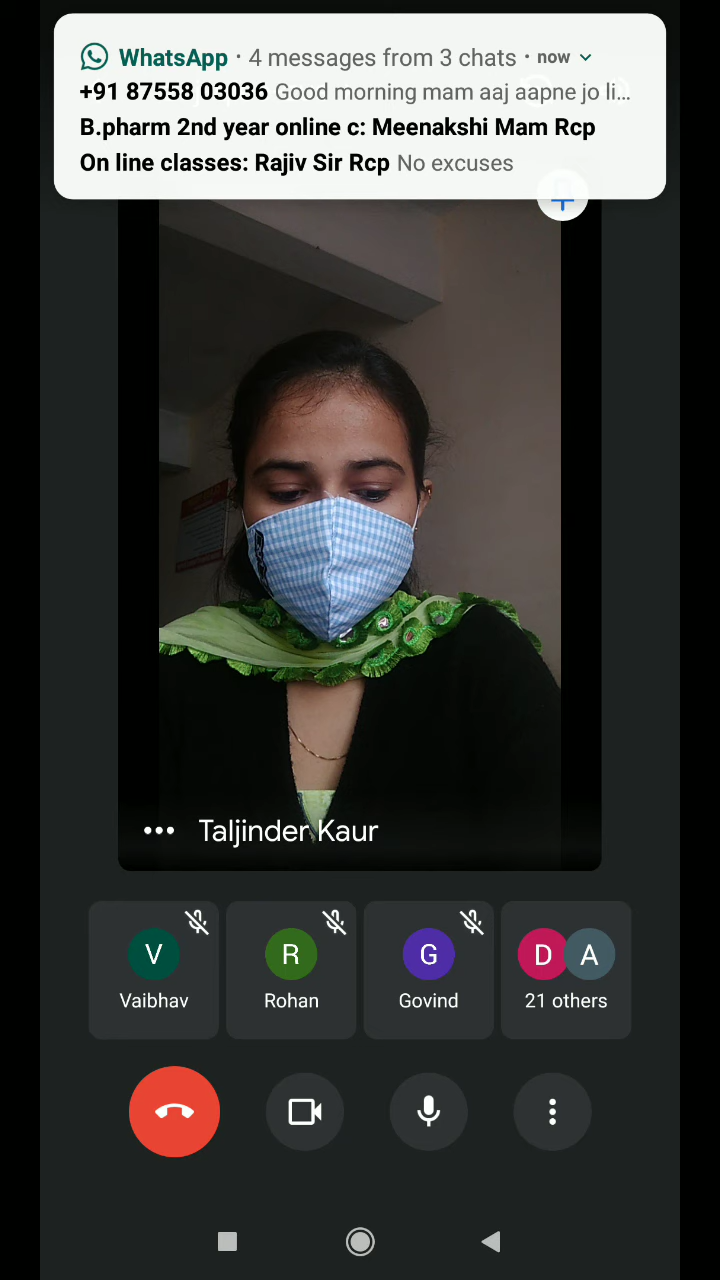 WhatsApp · 4 messages from 3 chats · now
+91 87558 03036 Good morning mam aaj aapne jo li...
B.pharm 2nd year online c: Meenakshi Mam Rcp
On line classes: Rajiv Sir Rcp No excuses
Taljinder Kaur
V R G D A
Vaibhav Rohan Govind 21 others